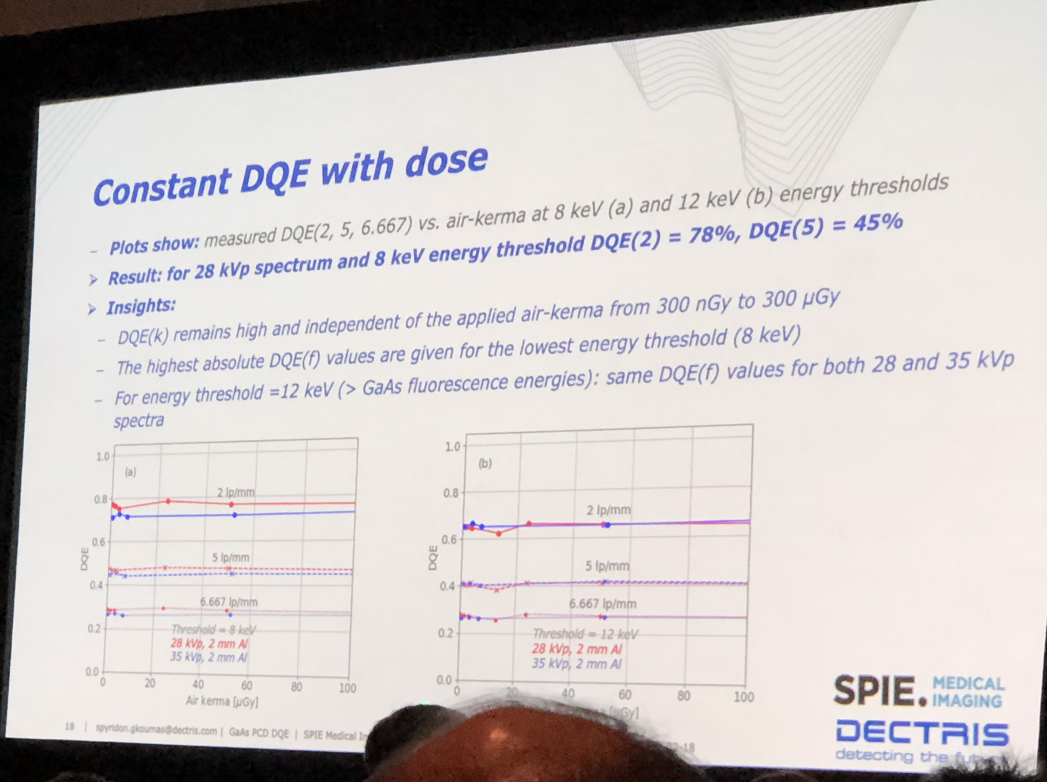 Constant DQE with dose
– Plots show: measured DQE(2, 5, 6.667) vs. air-kerma at 8 keV (a) and 12 keV (b) energy thresholds
➢ Result: for 28 kVp spectrum and 8 keV energy threshold DQE(2) = 78%, DQE(5) = 45%
➢ Insights:
– DQE(k) remains high and independent of the applied air-kerma from 300 nGy to 300 µGy
– The highest absolute DQE(f) values are given for the lowest energy threshold (8 keV)
– For energy threshold =12 keV (> GaAs fluorescence energies): same DQE(f) values for both 28 and 35 kVp
spectra
1.0
(a)
0.8
2 lp/mm
0.6
DQE
5 lp/mm
0.4
6.667 lp/mm
0.2
Threshold = 8 keV
28 kVp, 2 mm Al
35 kVp, 2 mm Al
0.0
0 20 40 60 80 100
Air kerma [µGy]
1.0
(b)
0.8
2 lp/mm
0.6
DQE
5 lp/mm
0.4
6.667 lp/mm
0.2
Threshold = 12 keV
28 kVp, 2 mm Al
35 kVp, 2 mm Al
0.0
0 20 40 60 80 100
[µGy]
SPIE. MEDICAL
IMAGING
DECTRIS
detecting the
18 | spyridon.gkoumas@dectris.com | GaAs PCD DQE | SPIE Medical
-18